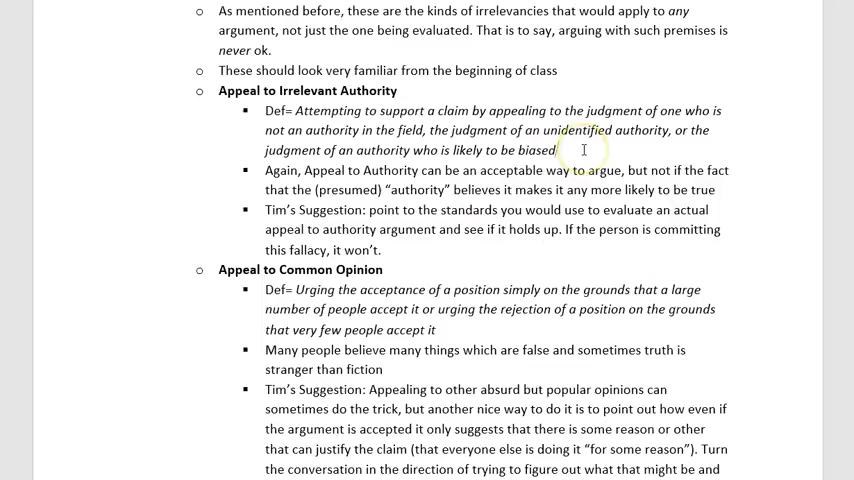 o As mentioned before, these are the kinds of irrelevancies that would apply to any
argument, not just the one being evaluated. That is to say, arguing with such premises is
never ok.
o These should look very familiar from the beginning of class
o Appeal to Irrelevant Authority
▪ Def= Attempting to support a claim by appealing to the judgment of one who is
not an authority in the field, the judgment of an unidentified authority, or the
judgment of an authority who is likely to be biased
▪ Again, Appeal to Authority can be an acceptable way to argue, but not if the fact
that the (presumed) “authority” believes it makes it any more likely to be true
▪ Tim’s Suggestion: point to the standards you would use to evaluate an actual
appeal to authority argument and see if it holds up. If the person is committing
this fallacy, it won’t.
o Appeal to Common Opinion
▪ Def= Urging the acceptance of a position simply on the grounds that a large
number of people accept it or urging the rejection of a position on the grounds
that very few people accept it
▪ Many people believe many things which are false and sometimes truth is
stranger than fiction
▪ Tim’s Suggestion: Appealing to other absurd but popular opinions can
sometimes do the trick, but another nice way to do it is to point out how even if
the argument is accepted it only suggests that there is some reason or other
that can justify the claim (that everyone else is doing it “for some reason”). Turn
the conversation in the direction of trying to figure out what that might be and